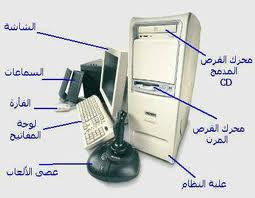 الشاشة
محرك القرص
المدمج
CD
السماعات
الفأرة
لوحة
المفاتيح
محرك القرص
المرن
عصى الألعاب
علبة النظام